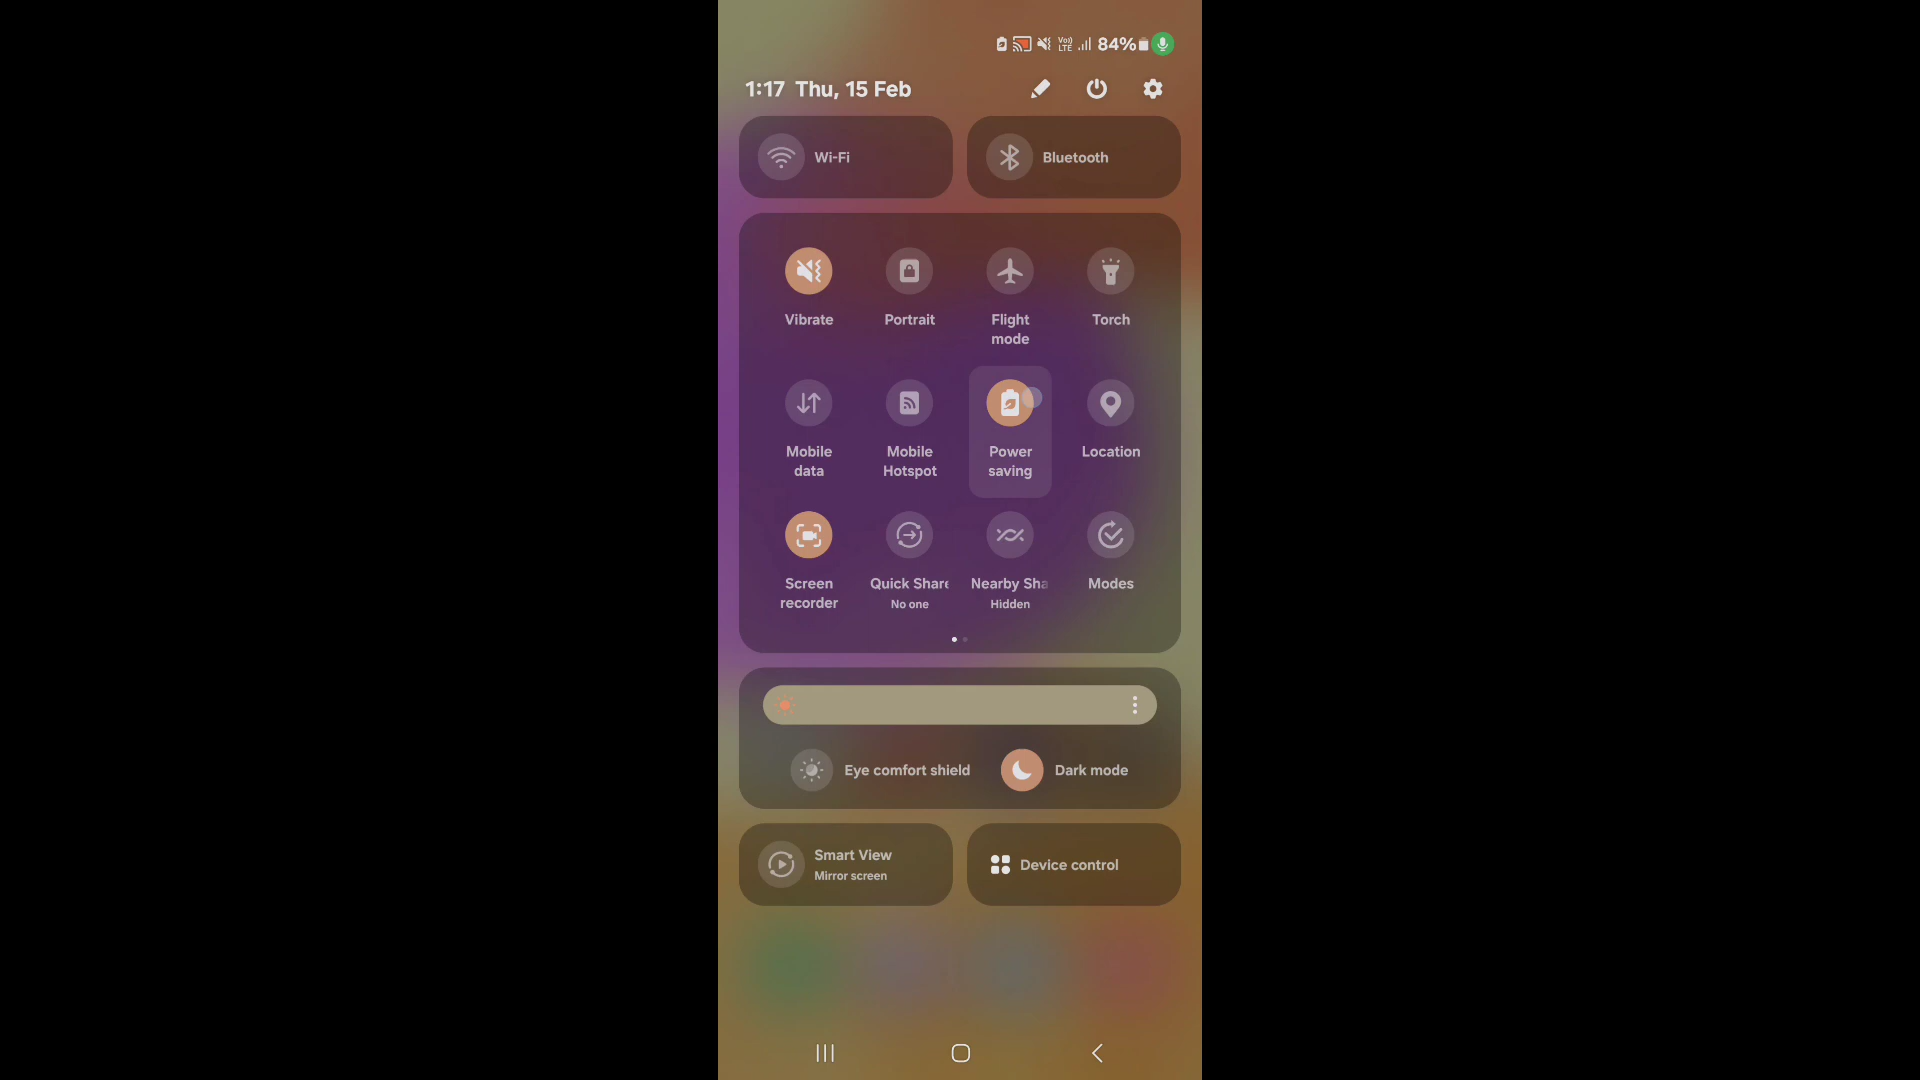 Vo))
LTE
84%
1:17 Thu, 15 Feb
Wi-Fi
Bluetooth
Vibrate
Portrait
Flight
mode
Torch
Mobile
data
Mobile
Hotspot
Power
saving
Location
Screen
recorder
Quick Share
No one
Nearby Sha
Hidden
Modes
Eye comfort shield
Dark mode
Smart View
Mirror screen
Device control